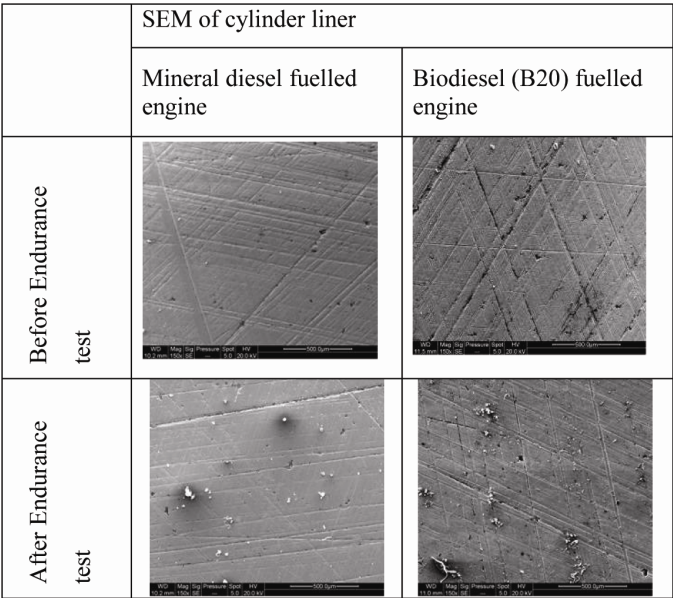 SEM of cylinder liner
Mineral diesel fuelled
engine
Biodiesel (B20) fuelled
engine
Before Endurance
test
WD Mag Sig Pressure Spot HV
10.2 mm 150x SE --- 5.0 20.0 kV 500.0µm
WD Mag Sig Pressure Spot HV
11.5 mm 150x SE --- 5.0 20.0 kV 500.0µm
After Endurance
test
WD Mag Sig Pressure Spot HV
10.2 mm 150x SE --- 5.0 20.0 kV 500.0µm
WD Mag Sig Pressure Spot HV
11.0 mm 150x SE --- 5.0 20.0 kV 500.0µm